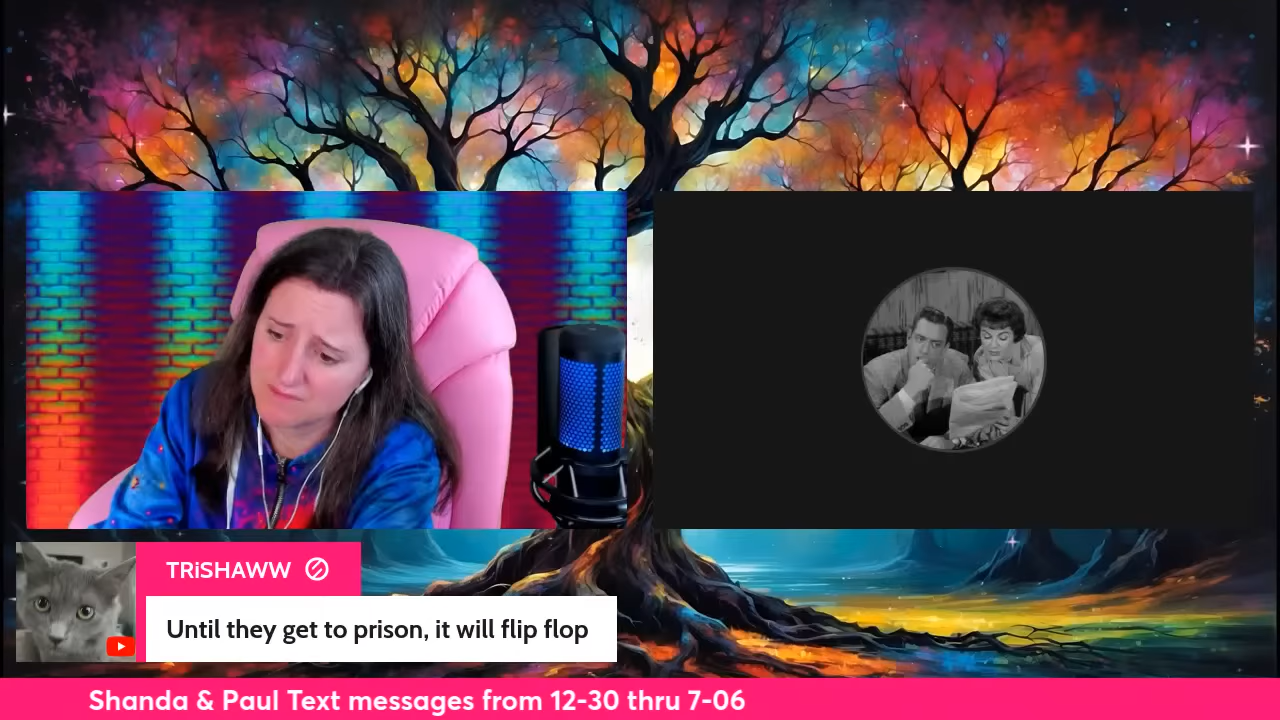 TRiSHAWW
Until they get to prison, it will flip flop
Shanda & Paul Text messages from 12-30 thru 7-06